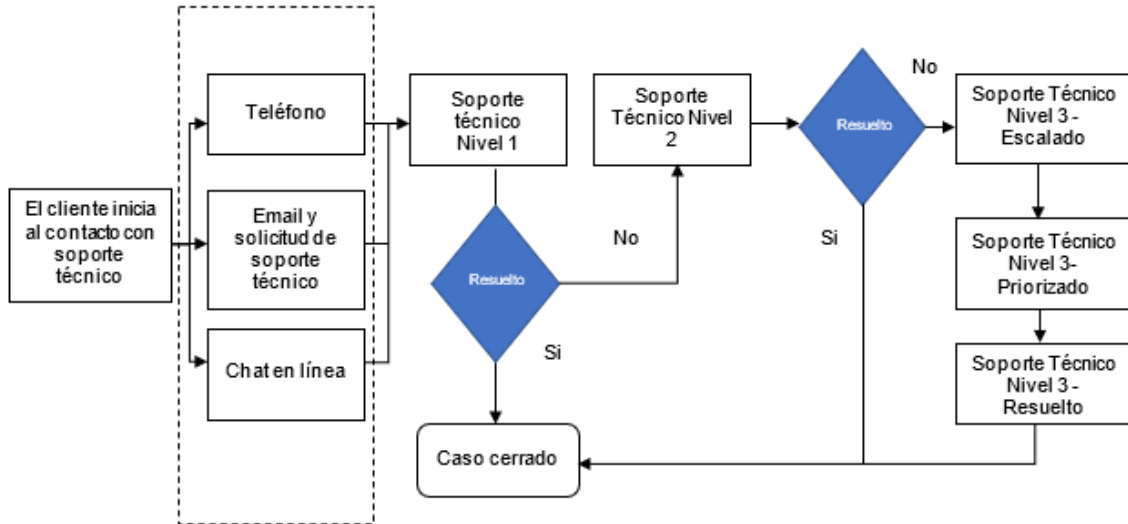 El cliente inicia
al contacto con
soporte
técnico
Teléfono
Email y
solicitud de
soporte
técnico
Chat en línea
Soporte
técnico
Nivel 1
Resuelto
No
Si
Soporte
Técnico Nivel
2
Resuelto
No
Si
Soporte Técnico
Nivel 3 -
Escalado
Soporte Técnico
Nivel 3-
Priorizado
Soporte Técnico
Nivel 3 -
Resuelto
Caso cerrado